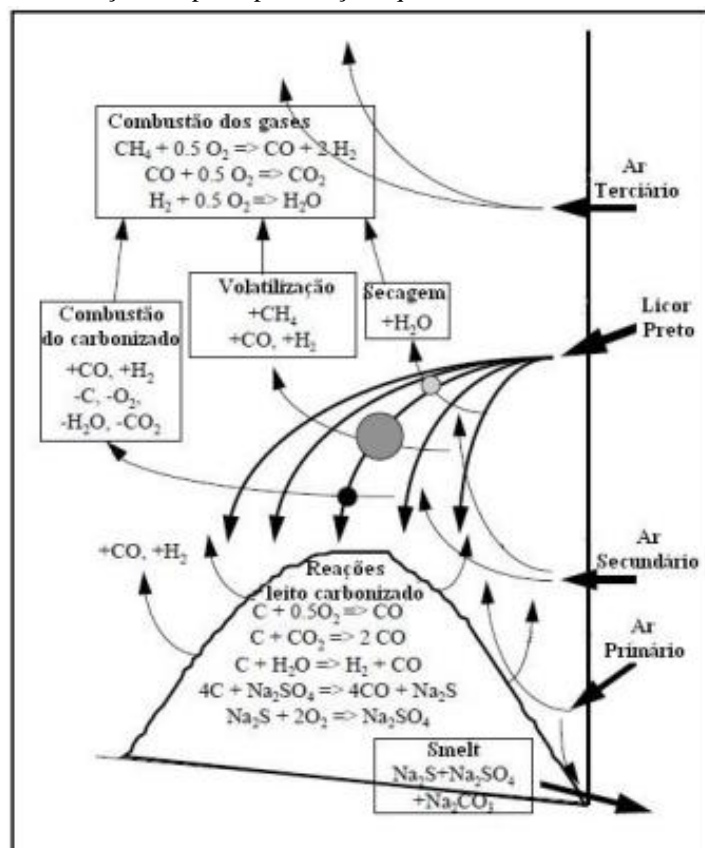 Combustão dos gases
CH₄ + 0.5 O₂ => CO + 2 H₂
CO + 0.5 O₂ => CO₂
H₂ + 0.5 O₂ => H₂O
Ar
Terciário
Volatilização
+CH₄
+CO, +H₂
Secagem
+H₂O
Licor
Preto
Combustão
do carbonizado
+CO, +H₂
-C, -O₂,
-H₂O, -CO₂
+CO, +H₂
Ar
Secundário
Reações
leito carbonizado
C + 0.5O₂ => CO
C + CO₂ => 2 CO
C + H₂O => H₂ + CO
4C + Na₂SO₄ => 4CO + Na₂S
Na₂S + 2O₂ => Na₂SO₄
Ar
Primário
Smelt
Na₂S+Na₂SO₄
+Na₂CO₃